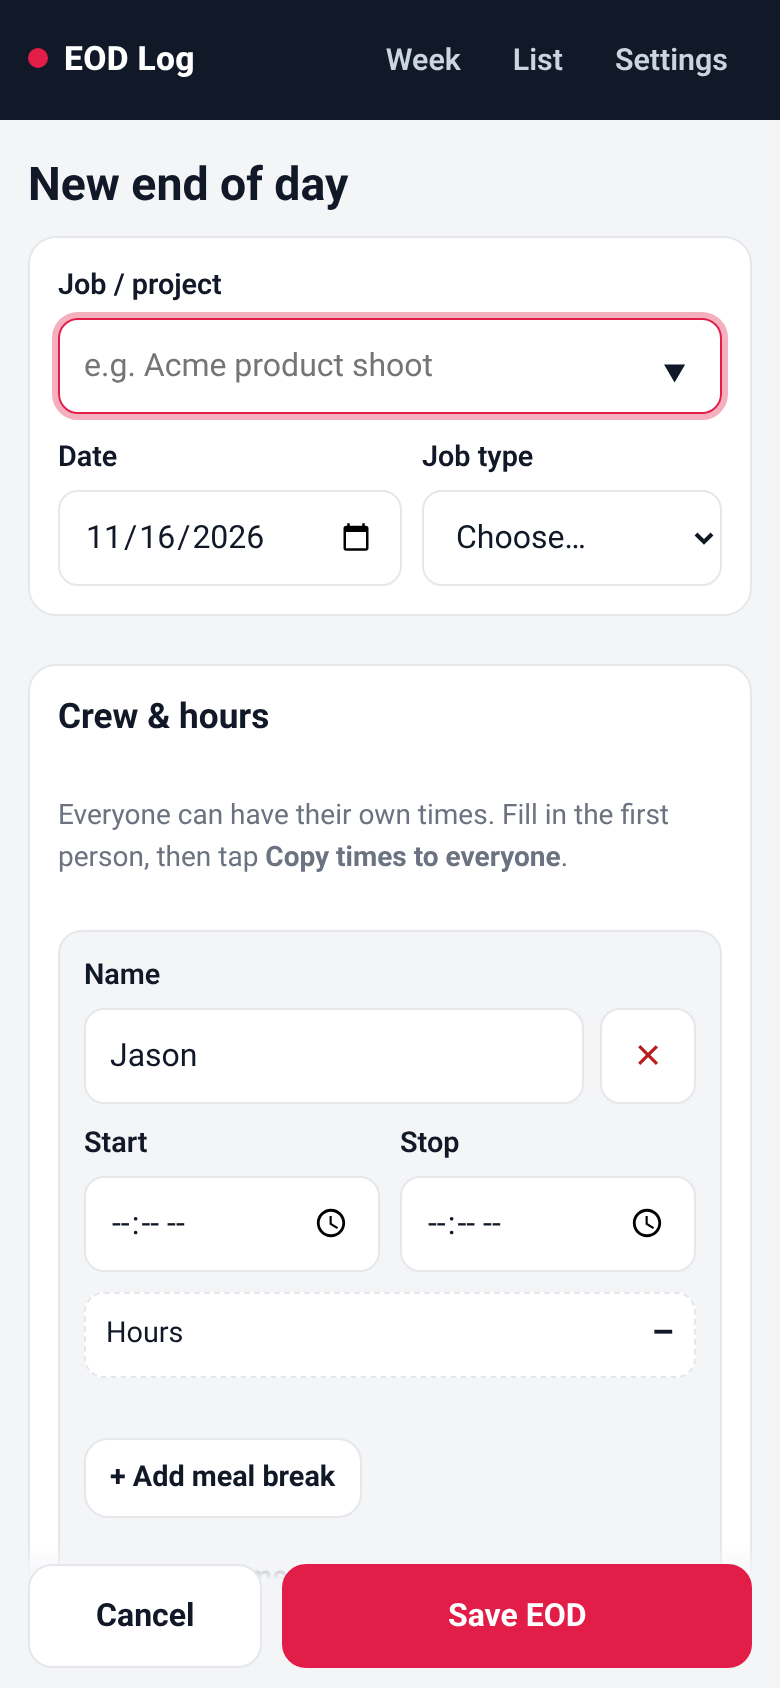 EOD Log
Week List Settings
New end of day
Job / project
e.g. Acme product shoot
Date
Job type
11/16/2026
Choose...
Crew & hours
Everyone can have their own times. Fill in the first
person, then tap Copy times to everyone.
Name
Jason
Start
Stop
--:-- --
--:-- --
Hours –
+ Add meal break
Cancel
Save EOD